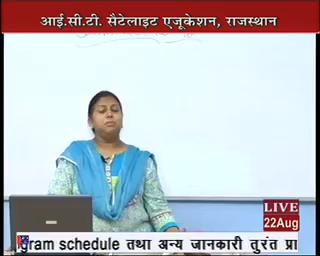 आई.सी.टी. सैटेलाइट एजूकेशन, राजस्थान
LIVE
22Aug
gram schedule तथा अन्य जानकारी तुरंत प्रा